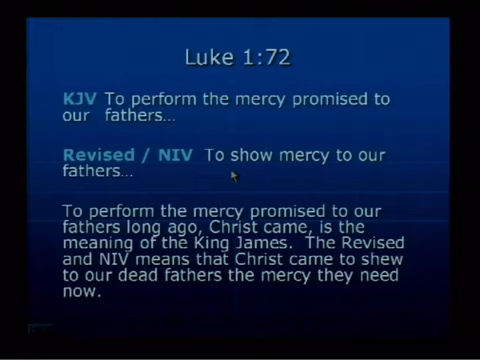 Luke 1:72
KJV To perform the mercy promised to
our fathers...
Revised / NIV To show mercy to our
fathers...
To perform the mercy promised to our
fathers long ago, Christ came, is the
meaning of the King James. The Revised
and NIV means that Christ came to shew
to our dead fathers the mercy they need
now.